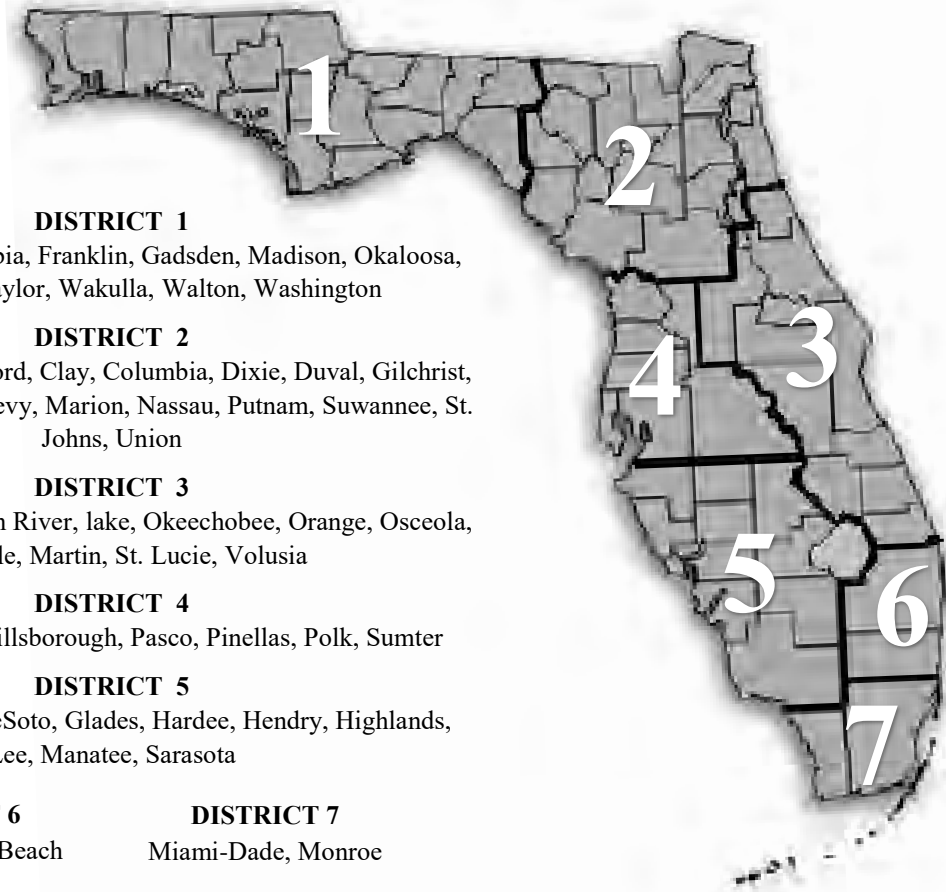 DISTRICT 1
bia, Franklin, Gadsden, Madison, Okaloosa,
aylor, Wakulla, Walton, Washington
DISTRICT 2
ord, Clay, Columbia, Dixie, Duval, Gilchrist,
evy, Marion, Nassau, Putnam, Suwannee, St.
Johns, Union
DISTRICT 3
n River, lake, Okeechobee, Orange, Osceola,
le, Martin, St. Lucie, Volusia
DISTRICT 4
illsborough, Pasco, Pinellas, Polk, Sumter
DISTRICT 5
eSoto, Glades, Hardee, Hendry, Highlands,
Lee, Manatee, Sarasota
6
Beach
DISTRICT 7
Miami-Dade, Monroe
1
2
3
4
5
6
7